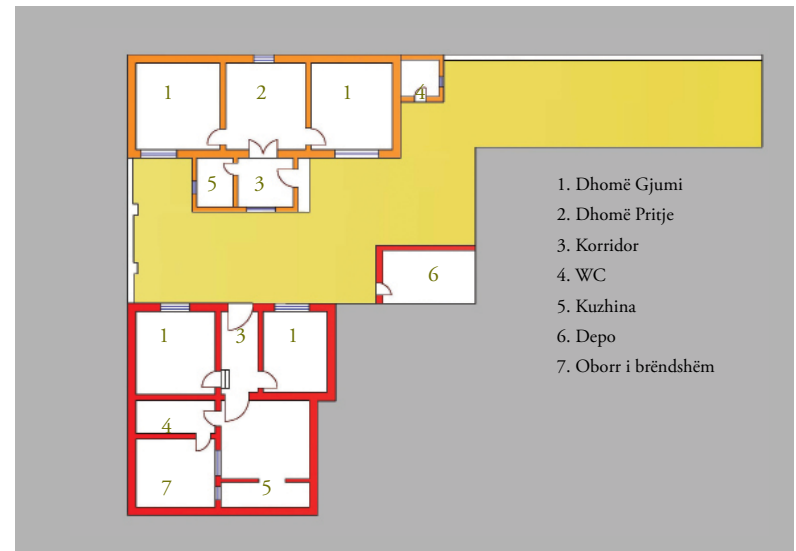 1 2 1 4
5 3
6
1 3 1
4
7 5
1. Dhomë Gjumi
2. Dhomë Pritje
3. Korridor
4. WC
5. Kuzhina
6. Depo
7. Oborr i brëndshëm